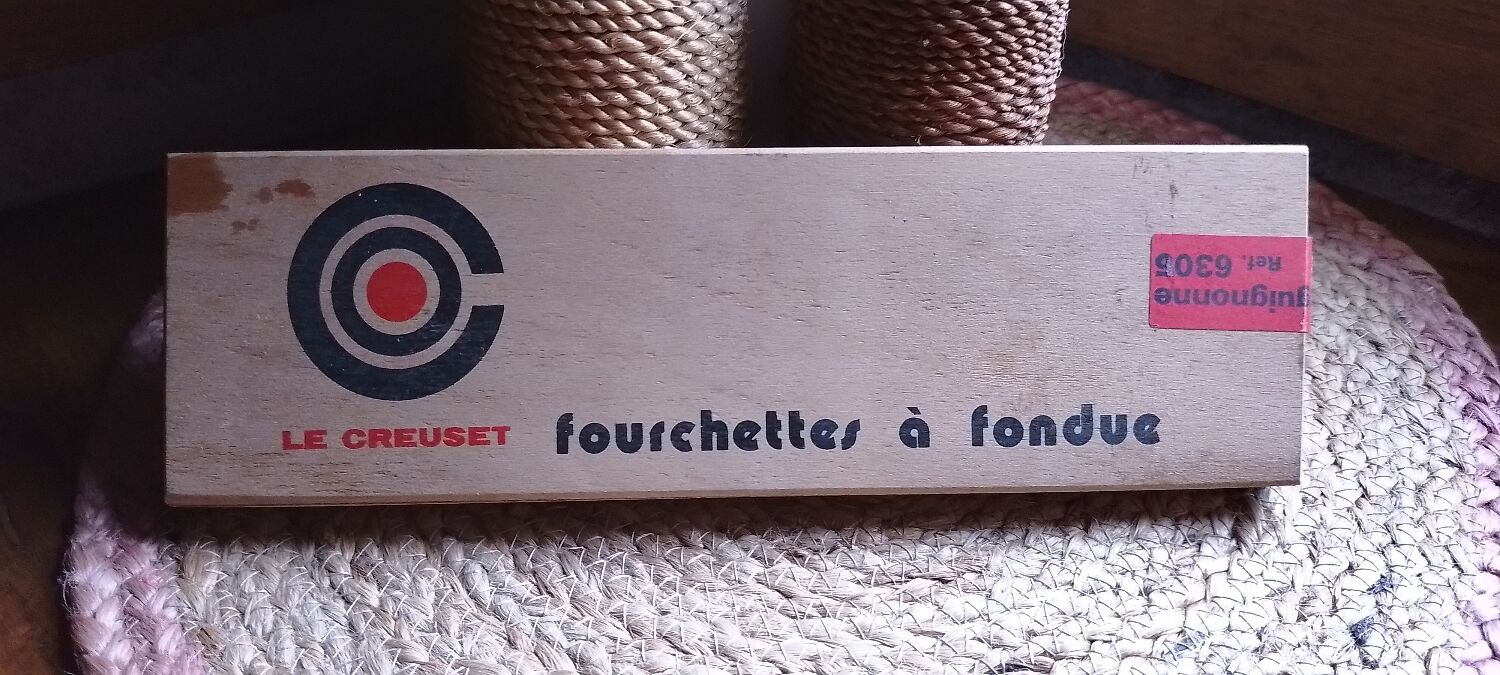 LE CREUSET
fourchettes à fondue
guignonne
Ref. 6305